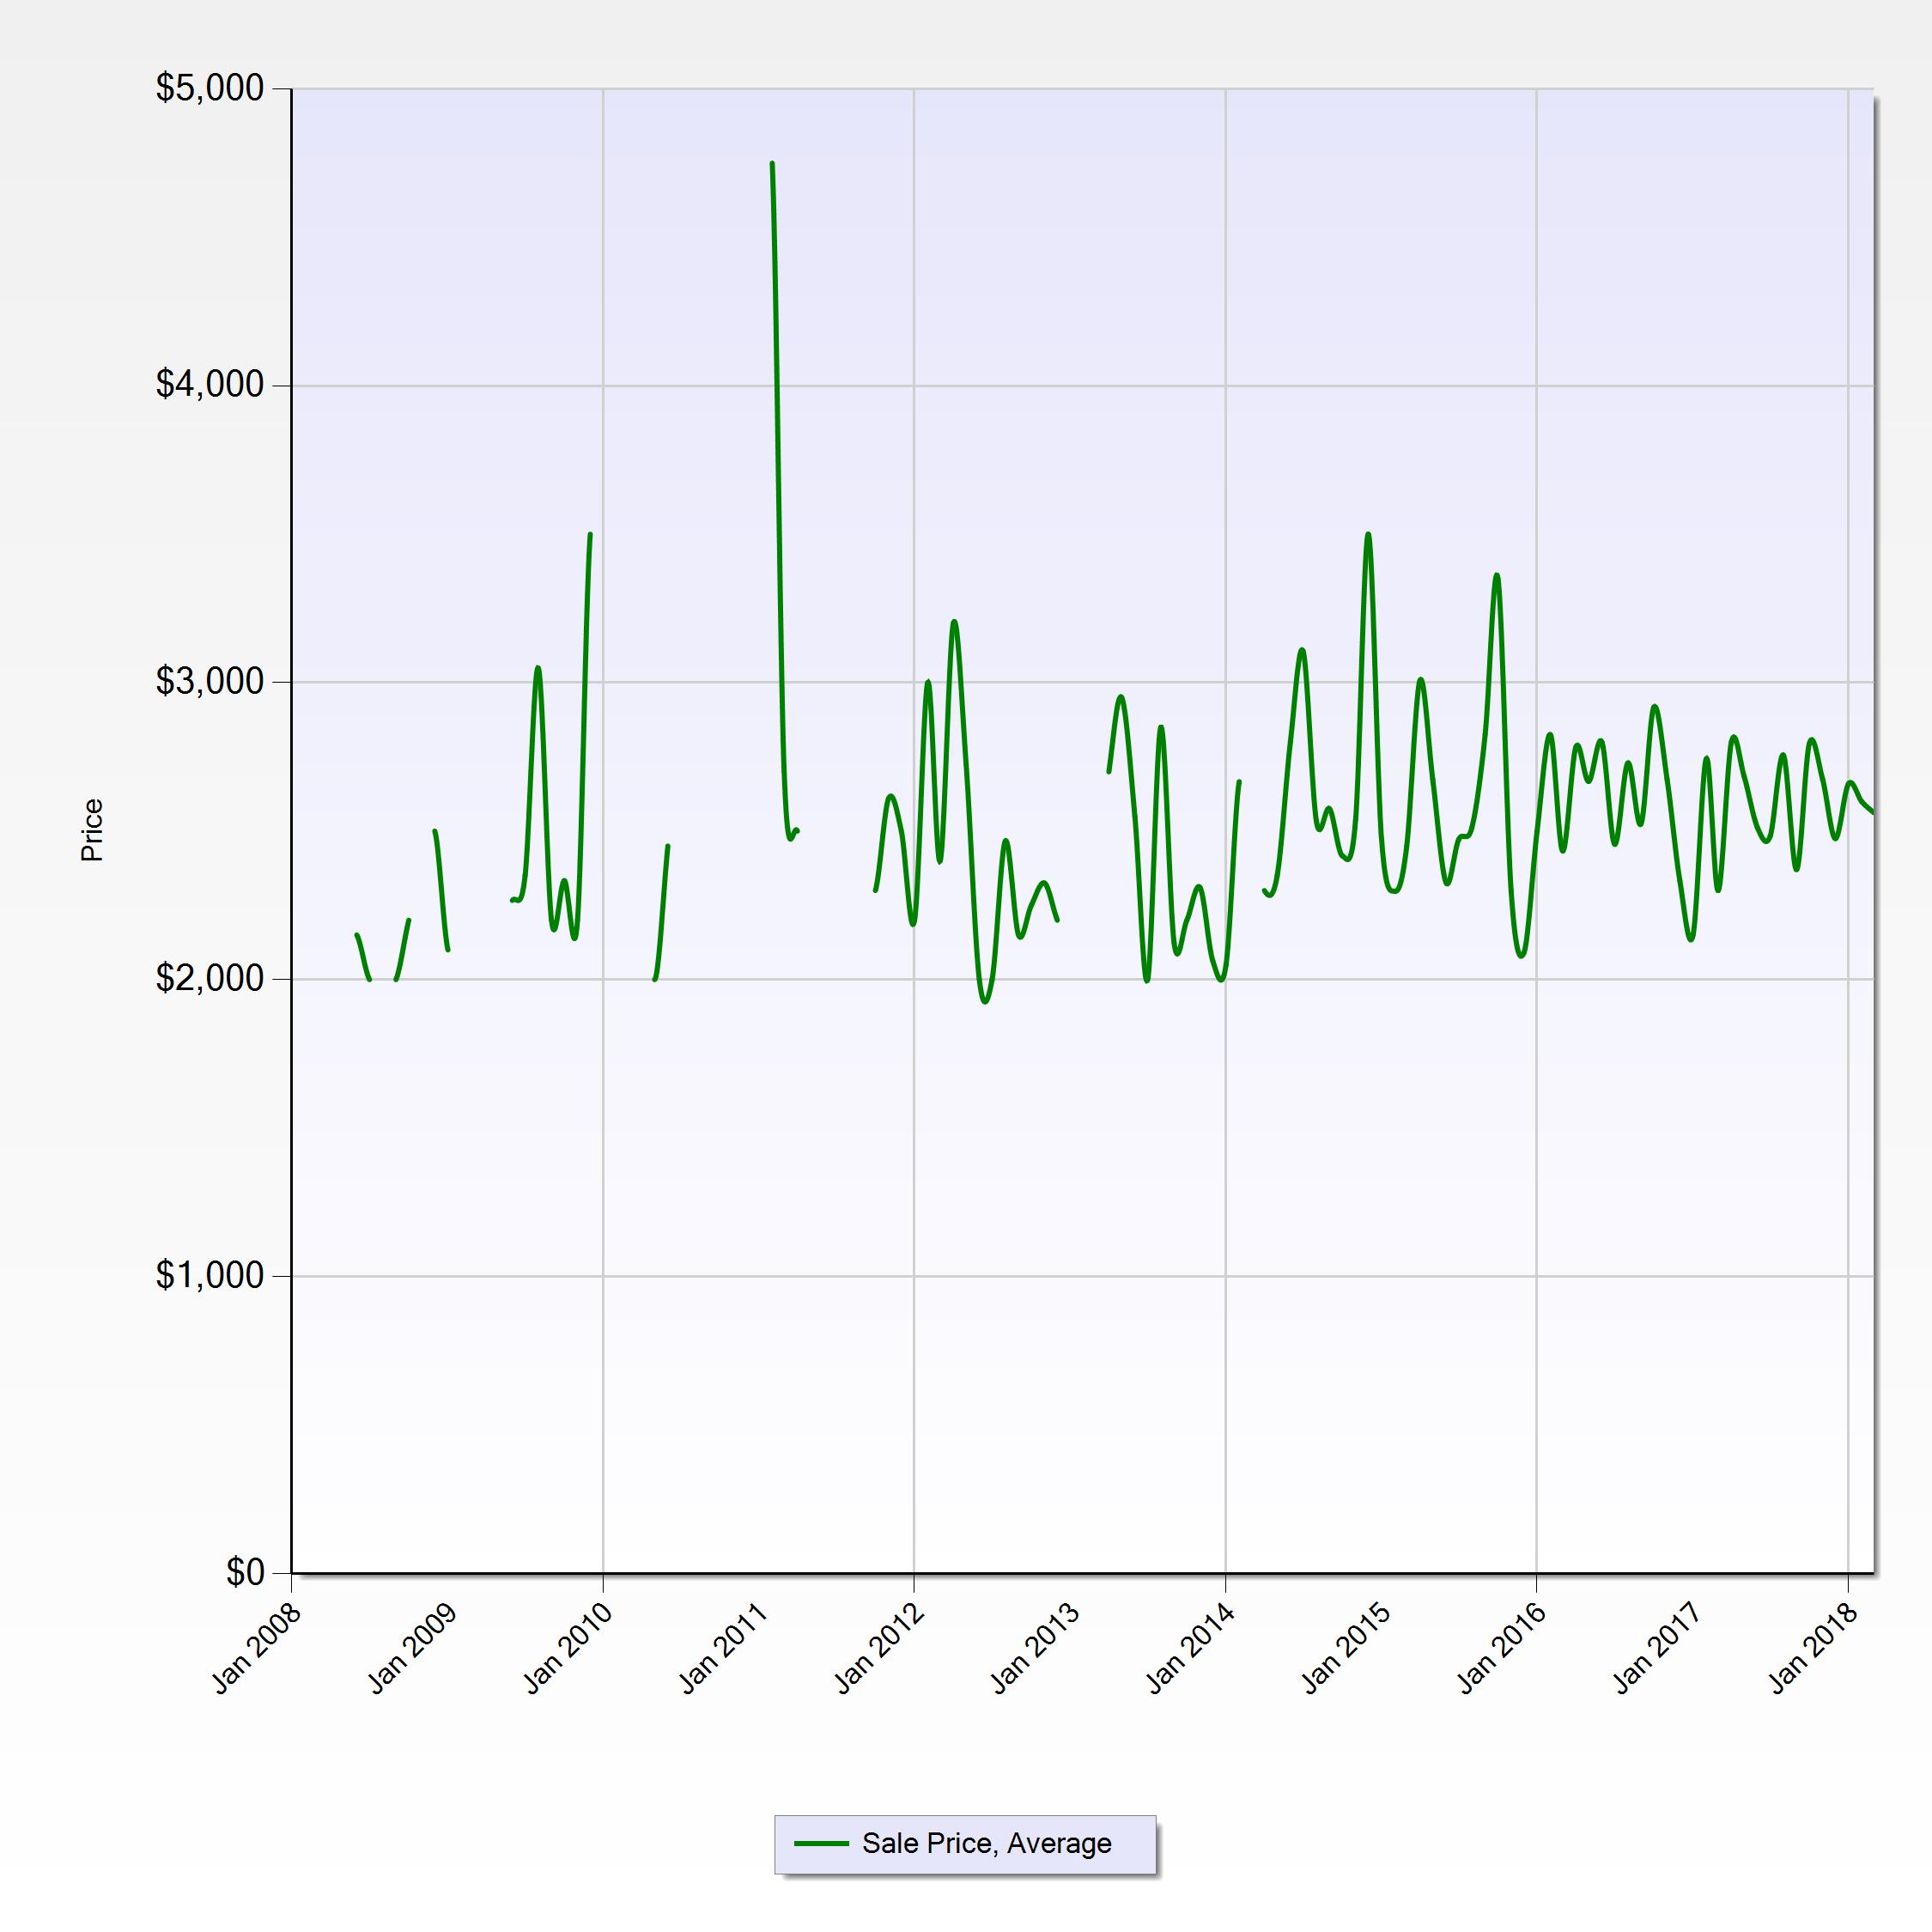 $5,000
$4,000
$3,000
$2,000
$1,000
$0
Price
Jan 2008
Jan 2009
Jan 2010
Jan 2011
Jan 2012
Jan 2013
Jan 2014
Jan 2015
Jan 2016
Jan 2017
Jan 2018
Sale Price, Average